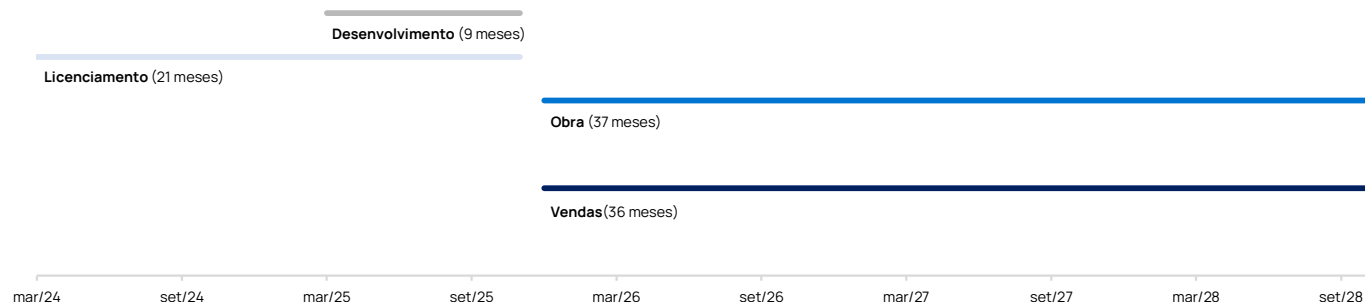 Desenvolvimento (9 meses)
Licenciamento (21 meses)
Obra (37 meses)
Vendas(36 meses)
mar/24 set/24 mar/25 set/25 mar/26 set/26 mar/27 set/27 mar/28 set/28